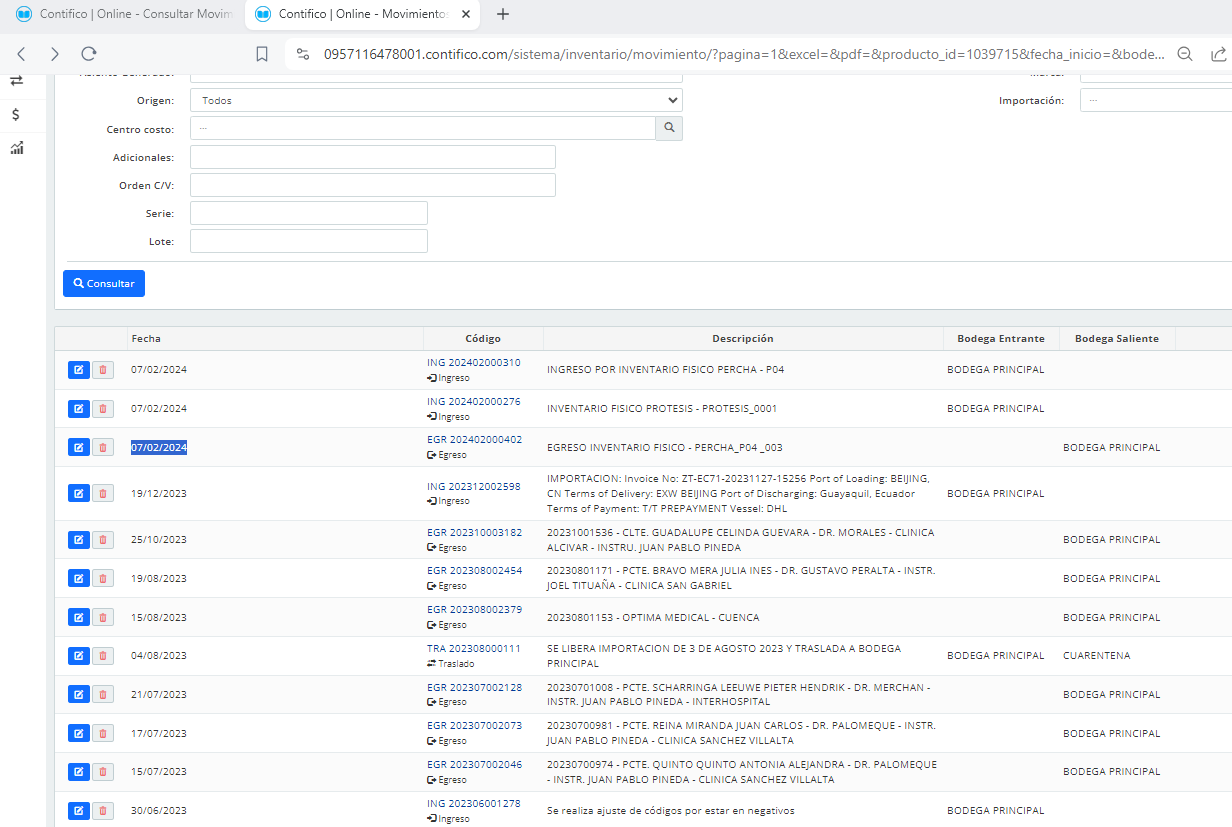 Contifico | Online - Consultar Movim
Contifico | Online - Movimientos
0957116478001.contifico.com/sistema/inventario/movimiento/?pagina=1&excel=&pdf=&producto_id=1039715&fecha_inicio=&bode...
Origen:
Todos
Importación:
...
Centro costo:
...
Adicionales:
Orden C/V:
Serie:
Lote:
Consultar
Fecha Código Descripción Bodega Entrante Bodega Saliente
07/02/2024
ING 202402000310
Ingreso
INGRESO POR INVENTARIO FISICO PERCHA - P04
BODEGA PRINCIPAL
07/02/2024
ING 202402000276
Ingreso
INVENTARIO FISICO PROTESIS - PROTESIS_0001
BODEGA PRINCIPAL
07/02/2024
EGR 202402000402
Egreso
EGRESO INVENTARIO FISICO - PERCHA_P04 _003
BODEGA PRINCIPAL
19/12/2023
ING 202312002598
Ingreso
IMPORTACION: Invoice No: ZT-EC71-20231127-15256 Port of Loading: BEIJING,
CN Terms of Delivery: EXW BEIJING Port of Discharging: Guayaquil, Ecuador
Terms of Payment: T/T PREPAYMENT Vessel: DHL
BODEGA PRINCIPAL
25/10/2023
EGR 202310003182
Egreso
20231001536 - CLTE. GUADALUPE CELINDA GUEVARA - DR. MORALES - CLINICA
ALCIVAR - INSTRU. JUAN PABLO PINEDA
BODEGA PRINCIPAL
19/08/2023
EGR 202308002454
Egreso
20230801171 - PCTE. BRAVO MERA JULIA INES - DR. GUSTAVO PERALTA - INSTR.
JOEL TITUAÑA - CLINICA SAN GABRIEL
BODEGA PRINCIPAL
15/08/2023
EGR 202308002379
Egreso
20230801153 - OPTIMA MEDICAL - CUENCA
BODEGA PRINCIPAL
04/08/2023
TRA 202308000111
Traslado
SE LIBERA IMPORTACION DE 3 DE AGOSTO 2023 Y TRASLADA A BODEGA
PRINCIPAL
BODEGA PRINCIPAL
CUARENTENA
21/07/2023
EGR 202307002128
Egreso
20230701008 - PCTE. SCHARRINGA LEEUWE PIETER HENDRIK - DR. MERCHAN -
INSTR. JUAN PABLO PINEDA - INTERHOSPITAL
BODEGA PRINCIPAL
17/07/2023
EGR 202307002073
Egreso
20230700981 - PCTE. REINA MIRANDA JUAN CARLOS - DR. PALOMEQUE - INSTR.
JUAN PABLO PINEDA - CLINICA SANCHEZ VILLALTA
BODEGA PRINCIPAL
15/07/2023
EGR 202307002046
Egreso
20230700974 - PCTE. QUINTO QUINTO ANTONIA ALEJANDRA - DR. PALOMEQUE
- INSTR. JUAN PABLO PINEDA - CLINICA SANCHEZ VILLALTA
BODEGA PRINCIPAL
30/06/2023
ING 202306001278
Ingreso
Se realiza ajuste de códigos por estar en negativos
BODEGA PRINCIPAL